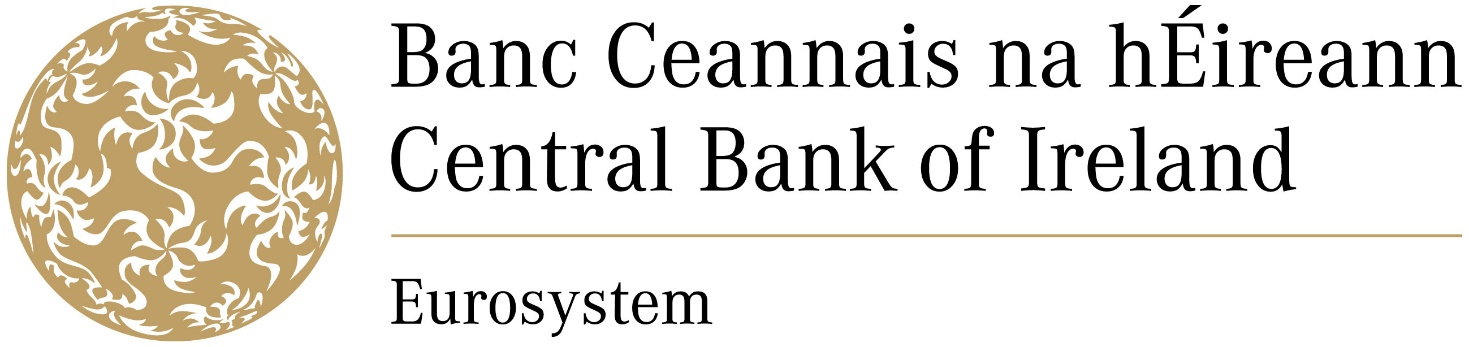 Banc Ceannais na hÉireann
Central Bank of Ireland
Eurosystem